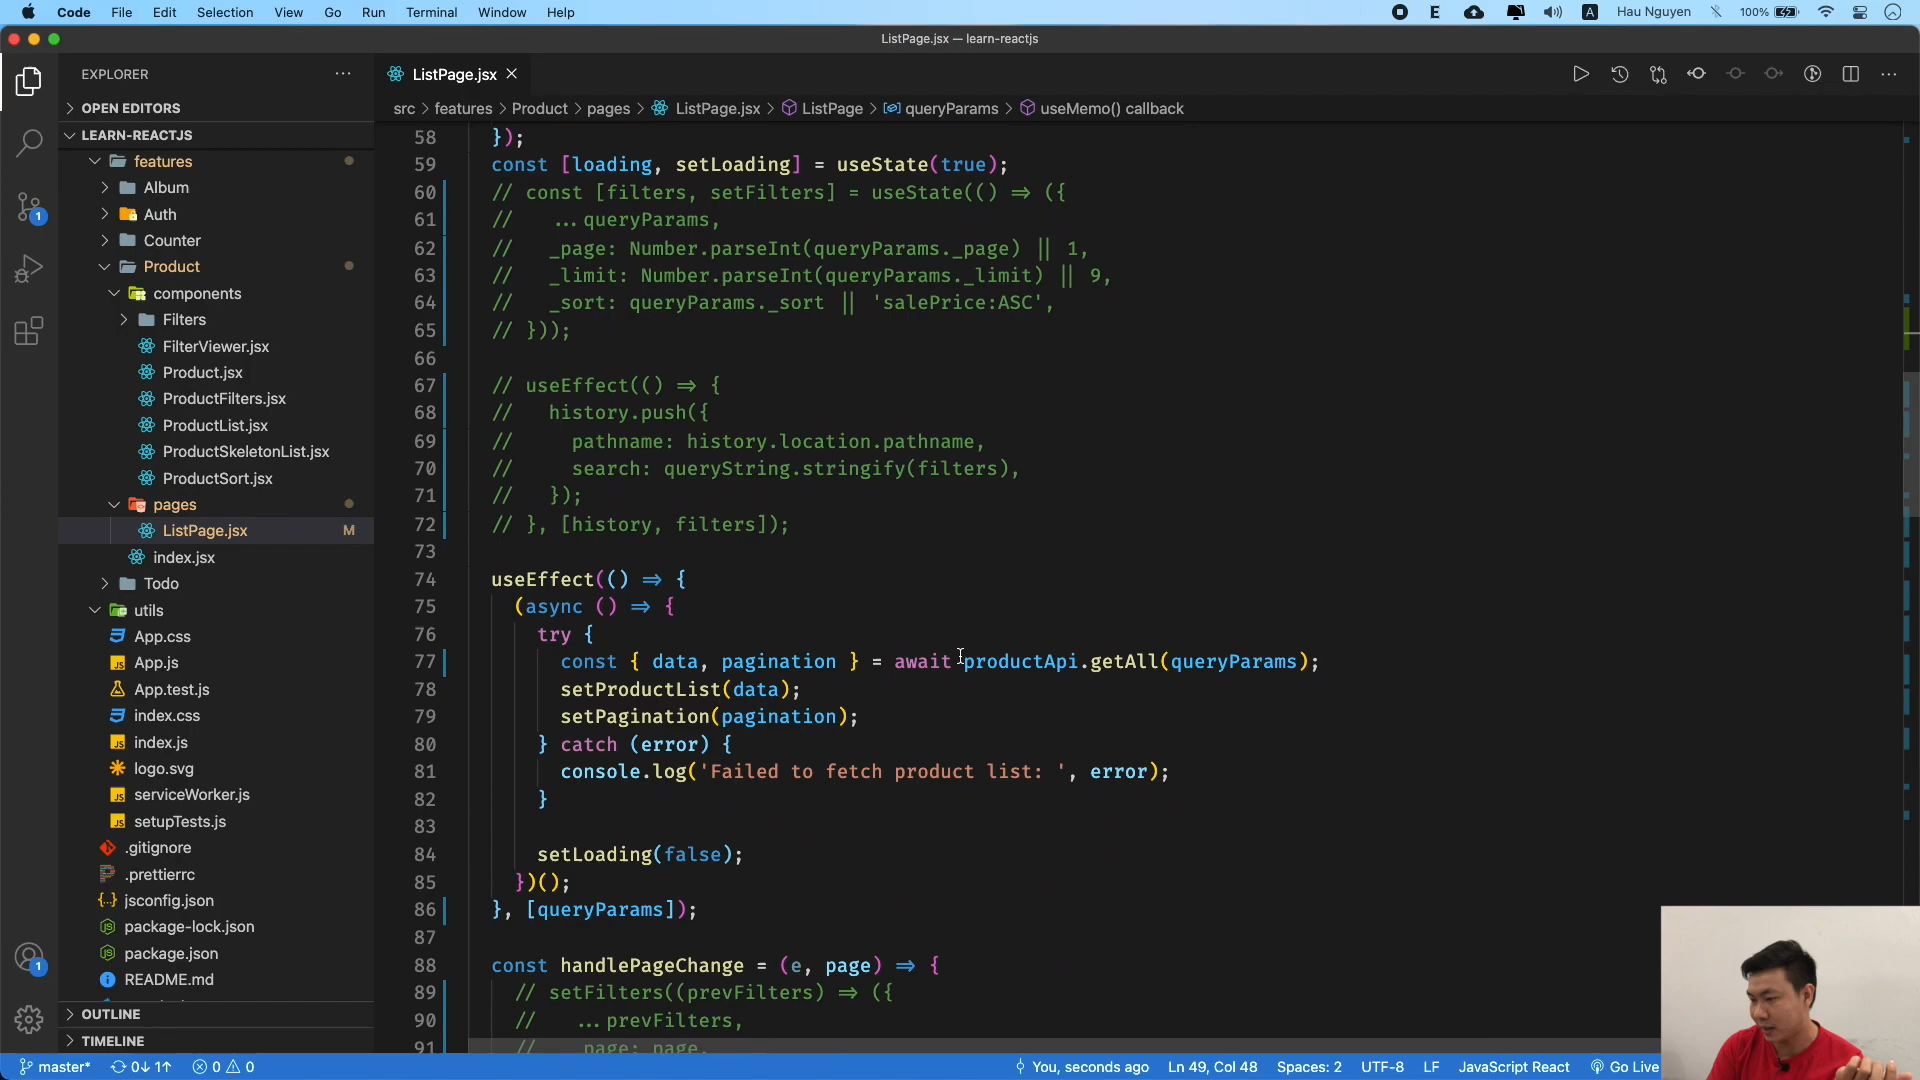 Code File Edit Selection View Go Run Terminal Window Help
A Hau Nguyen 100%
ListPage.jsx — learn-reactjs
EXPLORER
ListPage.jsx
OPEN EDITORS
src > features > Product > pages > ListPage.jsx > ListPage > queryParams > useMemo() callback
LEARN-REACTJS
features
Album
Auth
Counter
Product
components
Filters
FilterViewer.jsx
Product.jsx
ProductFilters.jsx
ProductList.jsx
ProductSkeletonList.jsx
ProductSort.jsx
pages
ListPage.jsx M
index.jsx
Todo
utils
App.css
App.js
App.test.js
index.css
index.js
logo.svg
serviceWorker.js
setupTests.js
.gitignore
.prettierrc
jsconfig.json
package-lock.json
package.json
README.md
OUTLINE
TIMELINE
1
1
58 });
59 const [loading, setLoading] = useState(true);
60 // const [filters, setFilters] = useState(() => ({
61 // ...queryParams,
62 // _page: Number.parseInt(queryParams._page) || 1,
63 // _limit: Number.parseInt(queryParams._limit) || 9,
64 // _sort: queryParams._sort || 'salePrice:ASC',
65 // }));
66
67 // useEffect(() => {
68 // history.push({
69 // pathname: history.location.pathname,
70 // search: queryString.stringify(filters),
71 // });
72 // }, [history, filters]);
73
74 useEffect(() => {
75 (async () => {
76 try {
77 const { data, pagination } = await productApi.getAll(queryParams);
78 setProductList(data);
79 setPagination(pagination);
80 } catch (error) {
81 console.log('Failed to fetch product list: ', error);
82 }
83
84 setLoading(false);
85 })();
86 }, [queryParams]);
87
88 const handlePageChange = (e, page) => {
89 // setFilters((prevFilters) => ({
90 // ...prevFilters,
91 // _page: page,
master* 0↓ 1↑ 0 0 You, seconds ago Ln 49, Col 48 Spaces: 2 UTF-8 LF JavaScript React Go Live